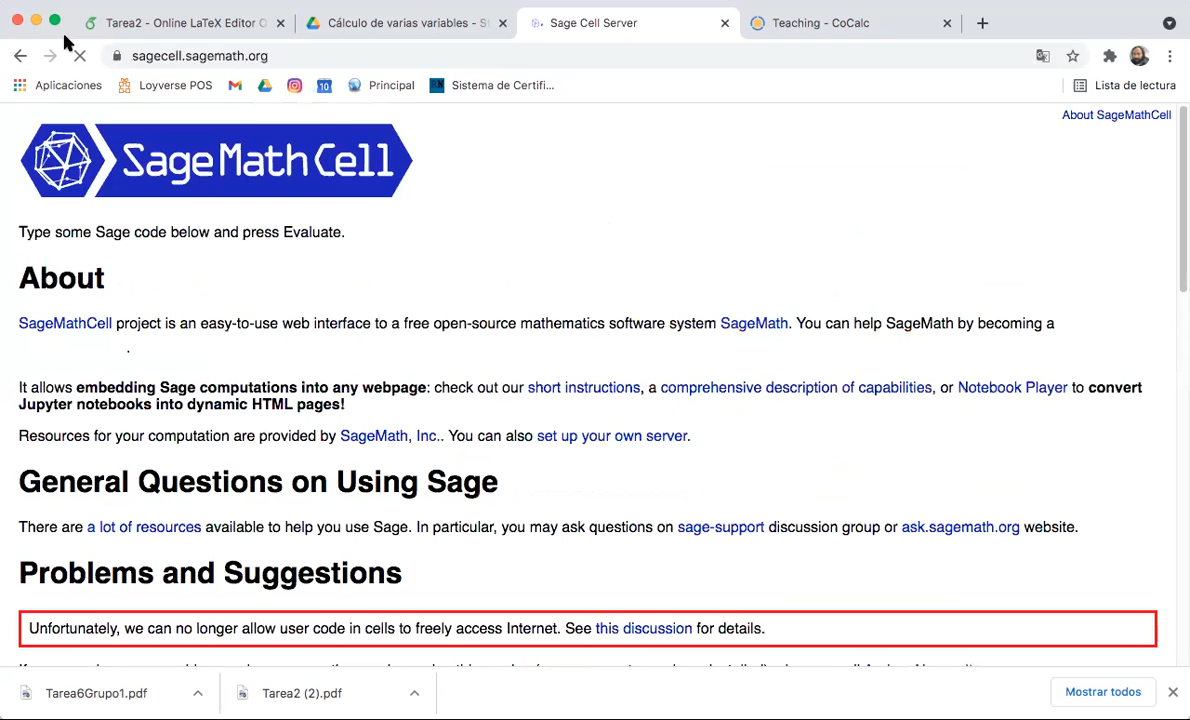 Tarea2 - Online LaTeX Editor
Cálculo de varias variables -
Sage Cell Server
Teaching - CoCalc
sagecell.sagemath.org
Aplicaciones
Loyverse POS
10
Principal
Sistema de Certifi...
Lista de lectura
About SageMathCell
SageMathCell
Type some Sage code below and press Evaluate.
About
SageMathCell project is an easy-to-use web interface to a free open-source mathematics software system SageMath. You can help SageMath by becoming a
.
It allows embedding Sage computations into any webpage: check out our short instructions, a comprehensive description of capabilities, or Notebook Player to convert
Jupyter notebooks into dynamic HTML pages!
Resources for your computation are provided by SageMath, Inc.. You can also set up your own server.
General Questions on Using Sage
There are a lot of resources available to help you use Sage. In particular, you may ask questions on sage-support discussion group or ask.sagemath.org website.
Problems and Suggestions
Unfortunately, we can no longer allow user code in cells to freely access Internet. See this discussion for details.
Tarea6Grupo1.pdf
Tarea2 (2).pdf
Mostrar todos